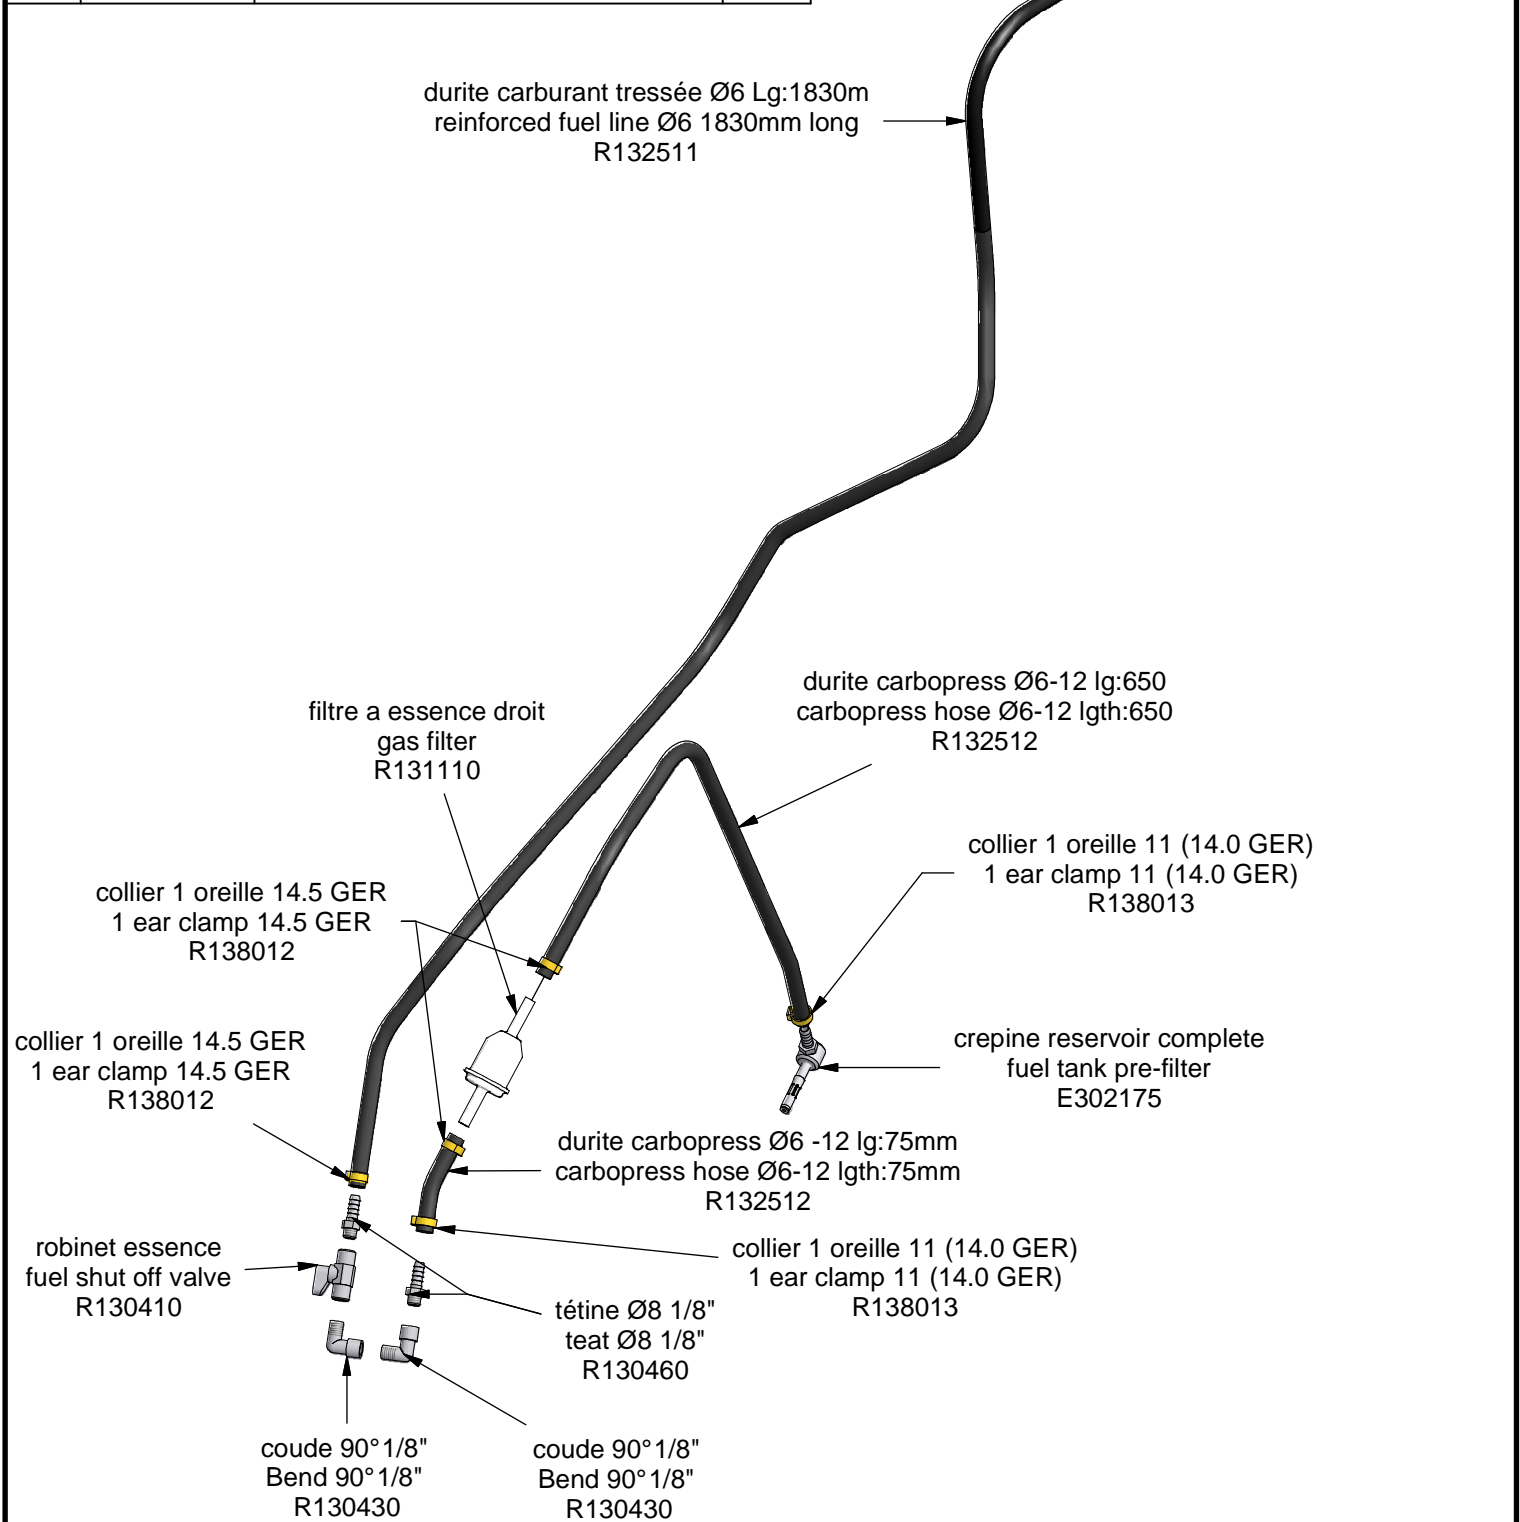 durite carburant tressée Ø6 Lg:1830m
reinforced fuel line Ø6 1830mm long
R132511
durite carbopress Ø6-12 lg:650
carbopress hose Ø6-12 lgth:650
R132512
filtre a essence droit
gas filter
R131110
collier 1 oreille 11 (14.0 GER)
1 ear clamp 11 (14.0 GER)
R138013
collier 1 oreille 14.5 GER
1 ear clamp 14.5 GER
R138012
collier 1 oreille 14.5 GER
1 ear clamp 14.5 GER
R138012
crepine reservoir complete
fuel tank pre-filter
E302175
durite carbopress Ø6 -12 lg:75mm
carbopress hose Ø6-12 lgth:75mm
R132512
robinet essence
fuel shut off valve
R130410
collier 1 oreille 11 (14.0 GER)
1 ear clamp 11 (14.0 GER)
R138013
tétine Ø8 1/8"
teat Ø8 1/8"
R130460
coude 90°1/8"
Bend 90°1/8"
R130430
coude 90°1/8"
Bend 90°1/8"
R130430